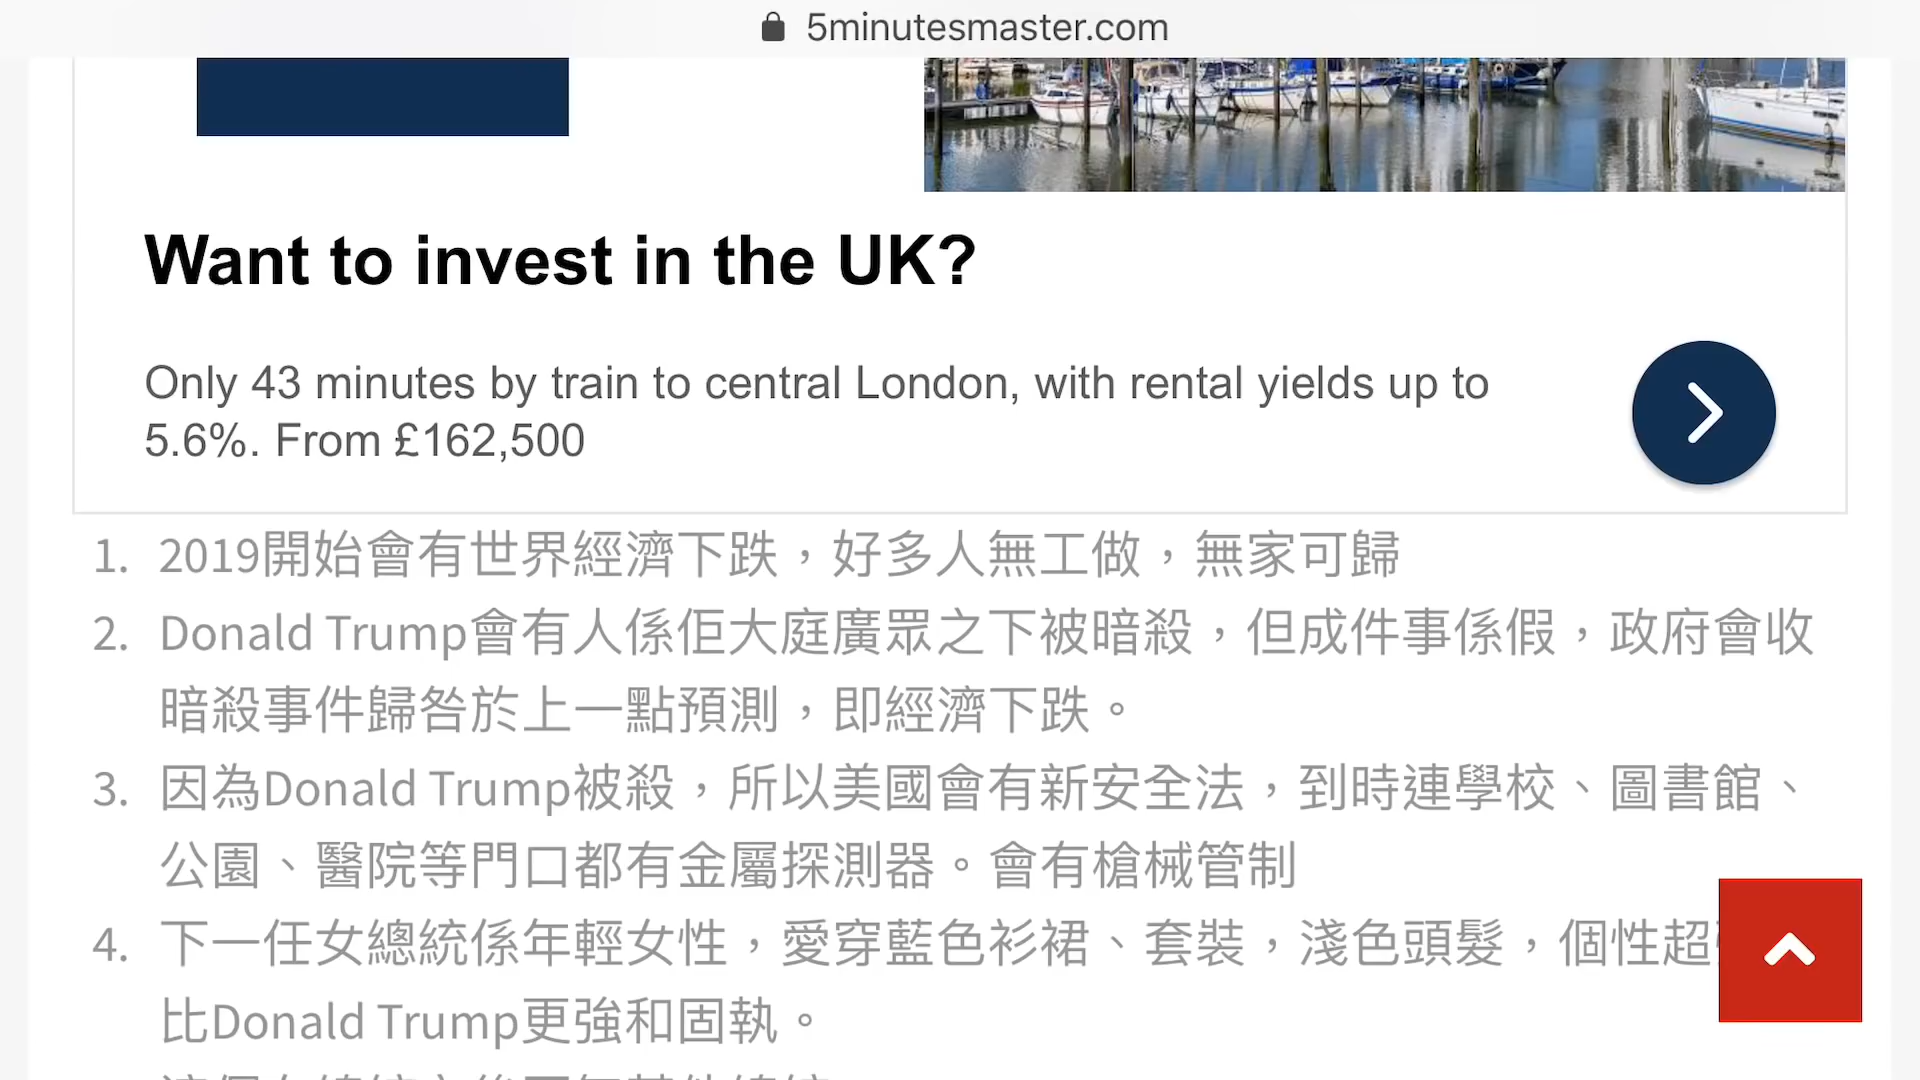 5minutesmaster.com
Want to invest in the UK?
Only 43 minutes by train to central London, with rental yields up to
5.6%. From £162,500
1. 2019開始會有世界經濟下跌，好多人無工做，無家可歸
2. Donald Trump會有人係佢大庭廣眾之下被暗殺，但成件事係假，政府會收
暗殺事件歸咎於上一點預測，即經濟下跌。
3. 因為Donald Trump被殺，所以美國會有新安全法，到時連學校、圖書館、
公園、醫院等門口都有金屬探測器。會有槍械管制
4. 下一任女總統係年輕女性，愛穿藍色衫裙、套裝，淺色頭髮，個性超
比Donald Trump更強和固執。